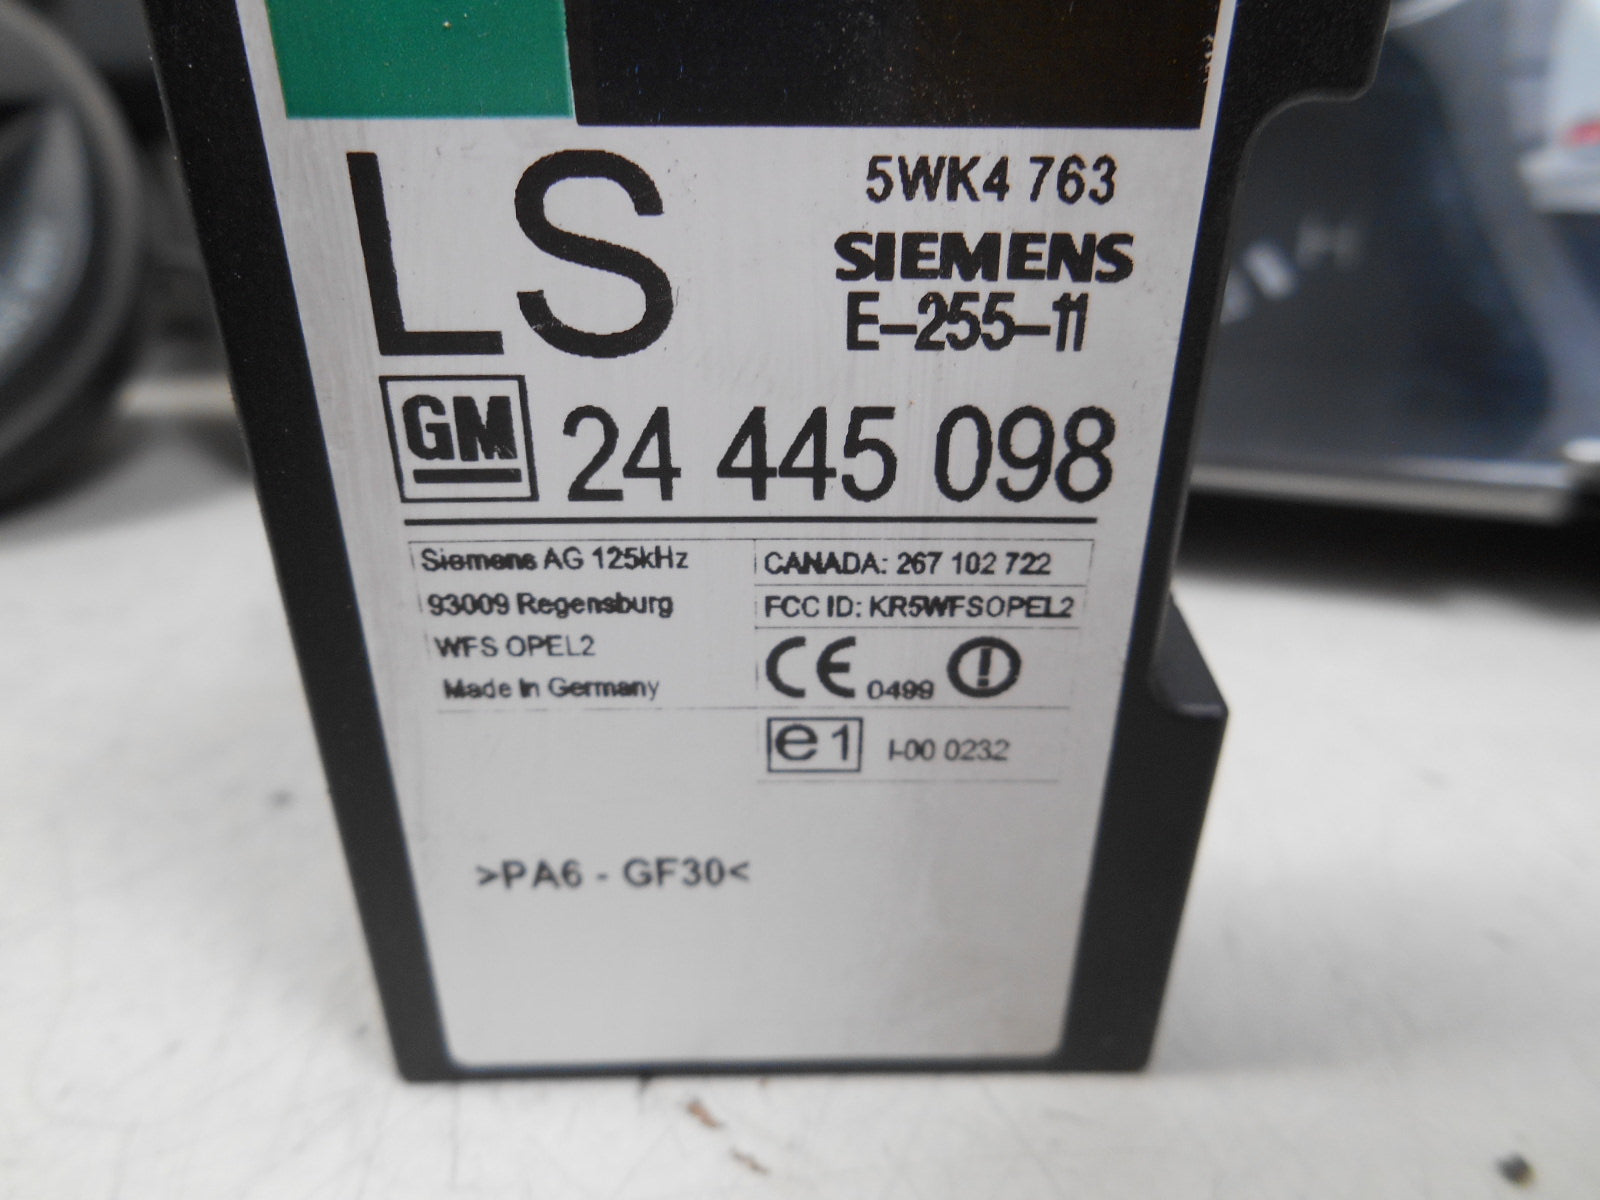 LS
5WK4 763
SIEMENS
E-255-11
GM 24 445 098
Siemens AG 125kHz
93009 Regensburg
WFS OPEL2
Made In Germany
CANADA: 267 102 722
FCC ID: KR5WFSOPEL2
CE 0499
e1 I-00 0232
>PA6 - GF30<